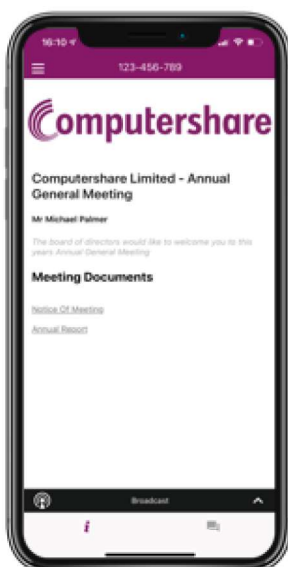 16:10
123-456-789
Computershare
Computershare Limited - Annual
General Meeting
Mr Michael Palmer
The board of directors would like to welcome you to this
years Annual General Meeting
Meeting Documents
Notice Of Meeting
Annual Report
Broadcast
i